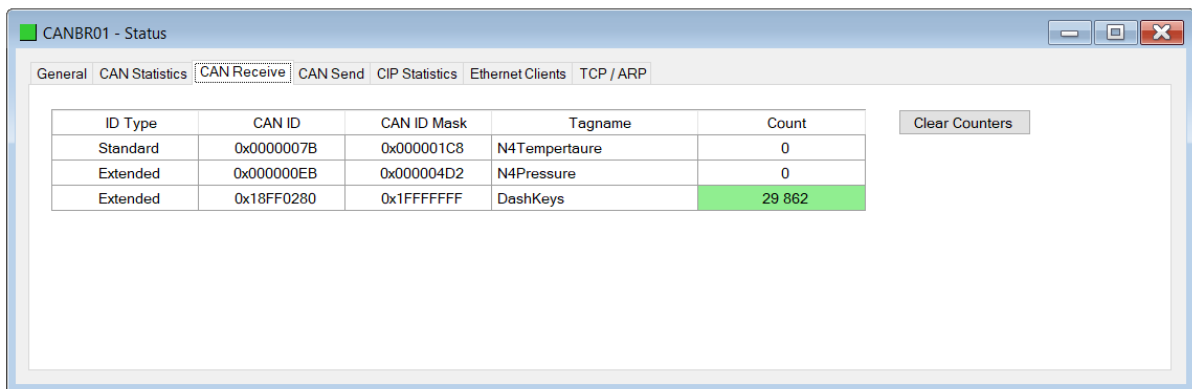 CANBR01 - Status
General CAN Statistics CAN Receive CAN Send CIP Statistics Ethernet Clients TCP / ARP
ID Type CAN ID CAN ID Mask Tagname Count Clear Counters
Standard 0x0000007B 0x000001C8 N4Tempertaure 0
Extended 0x000000EB 0x000004D2 N4Pressure 0
Extended 0x18FF0280 0x1FFFFFFF DashKeys 29 862